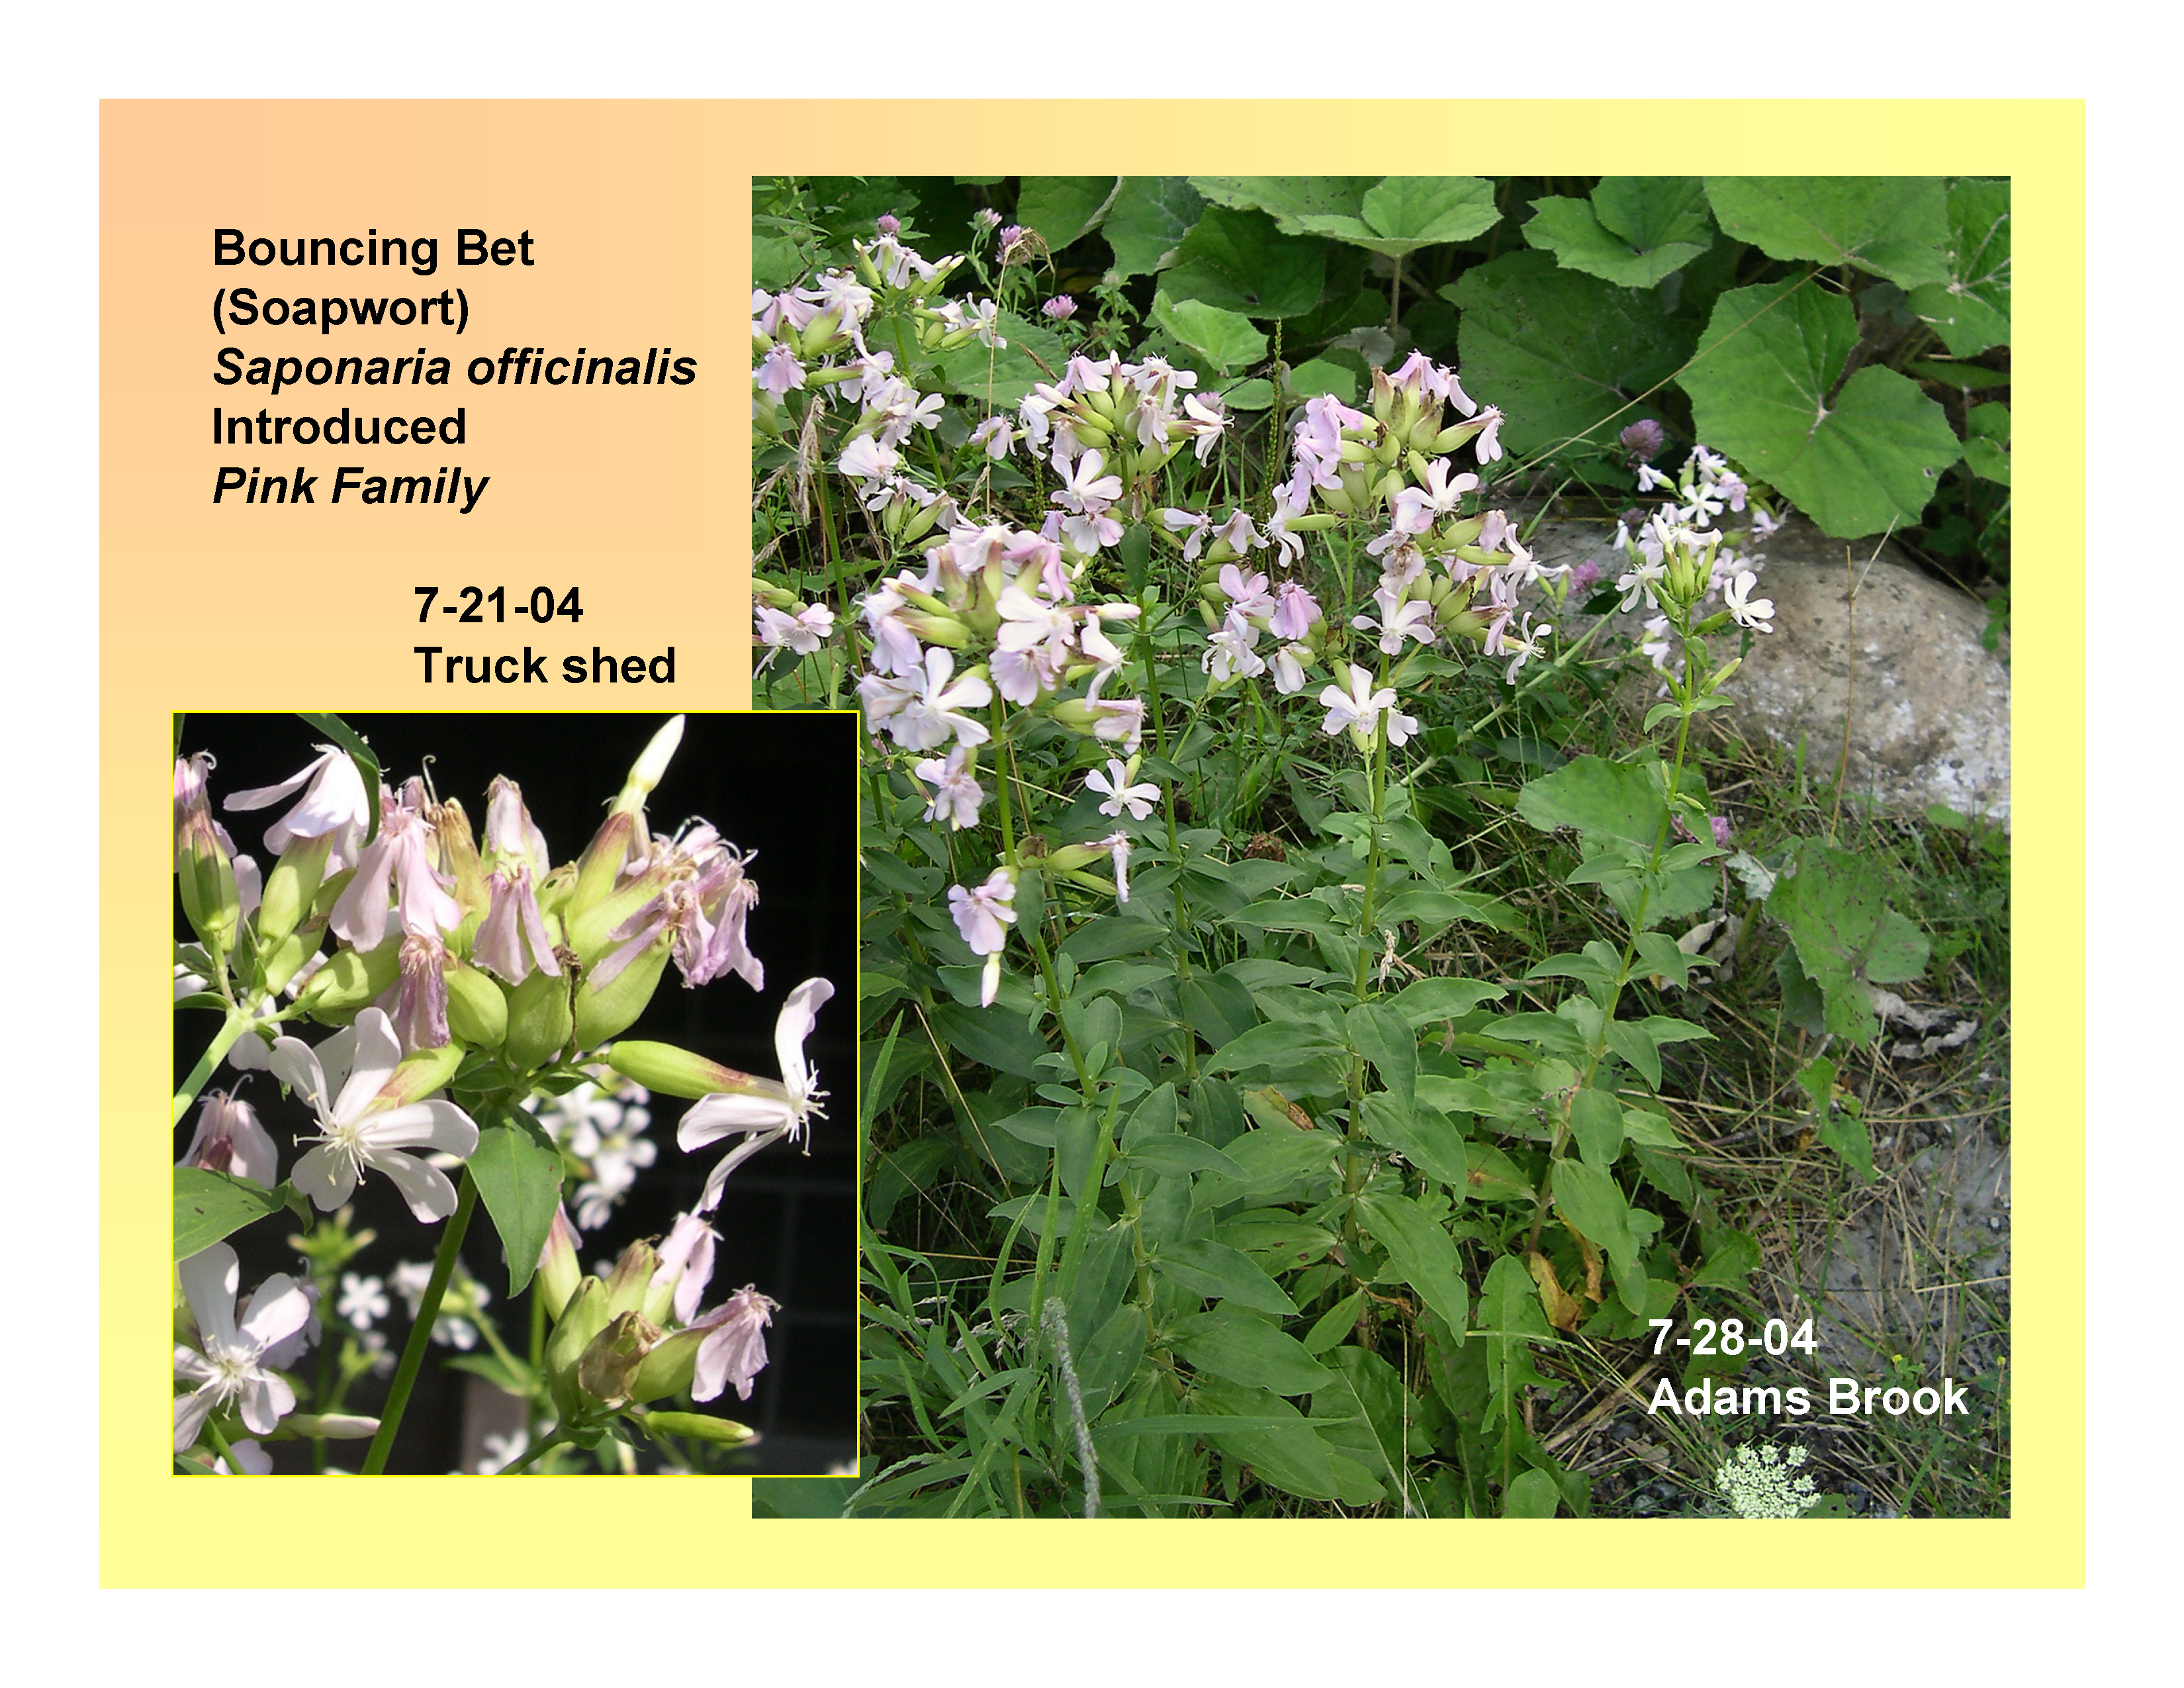 Bouncing Bet
(Soapwort)
Saponaria officinalis
Introduced
Pink Family
7-21-04
Truck shed
7-28-04
Adams Brook